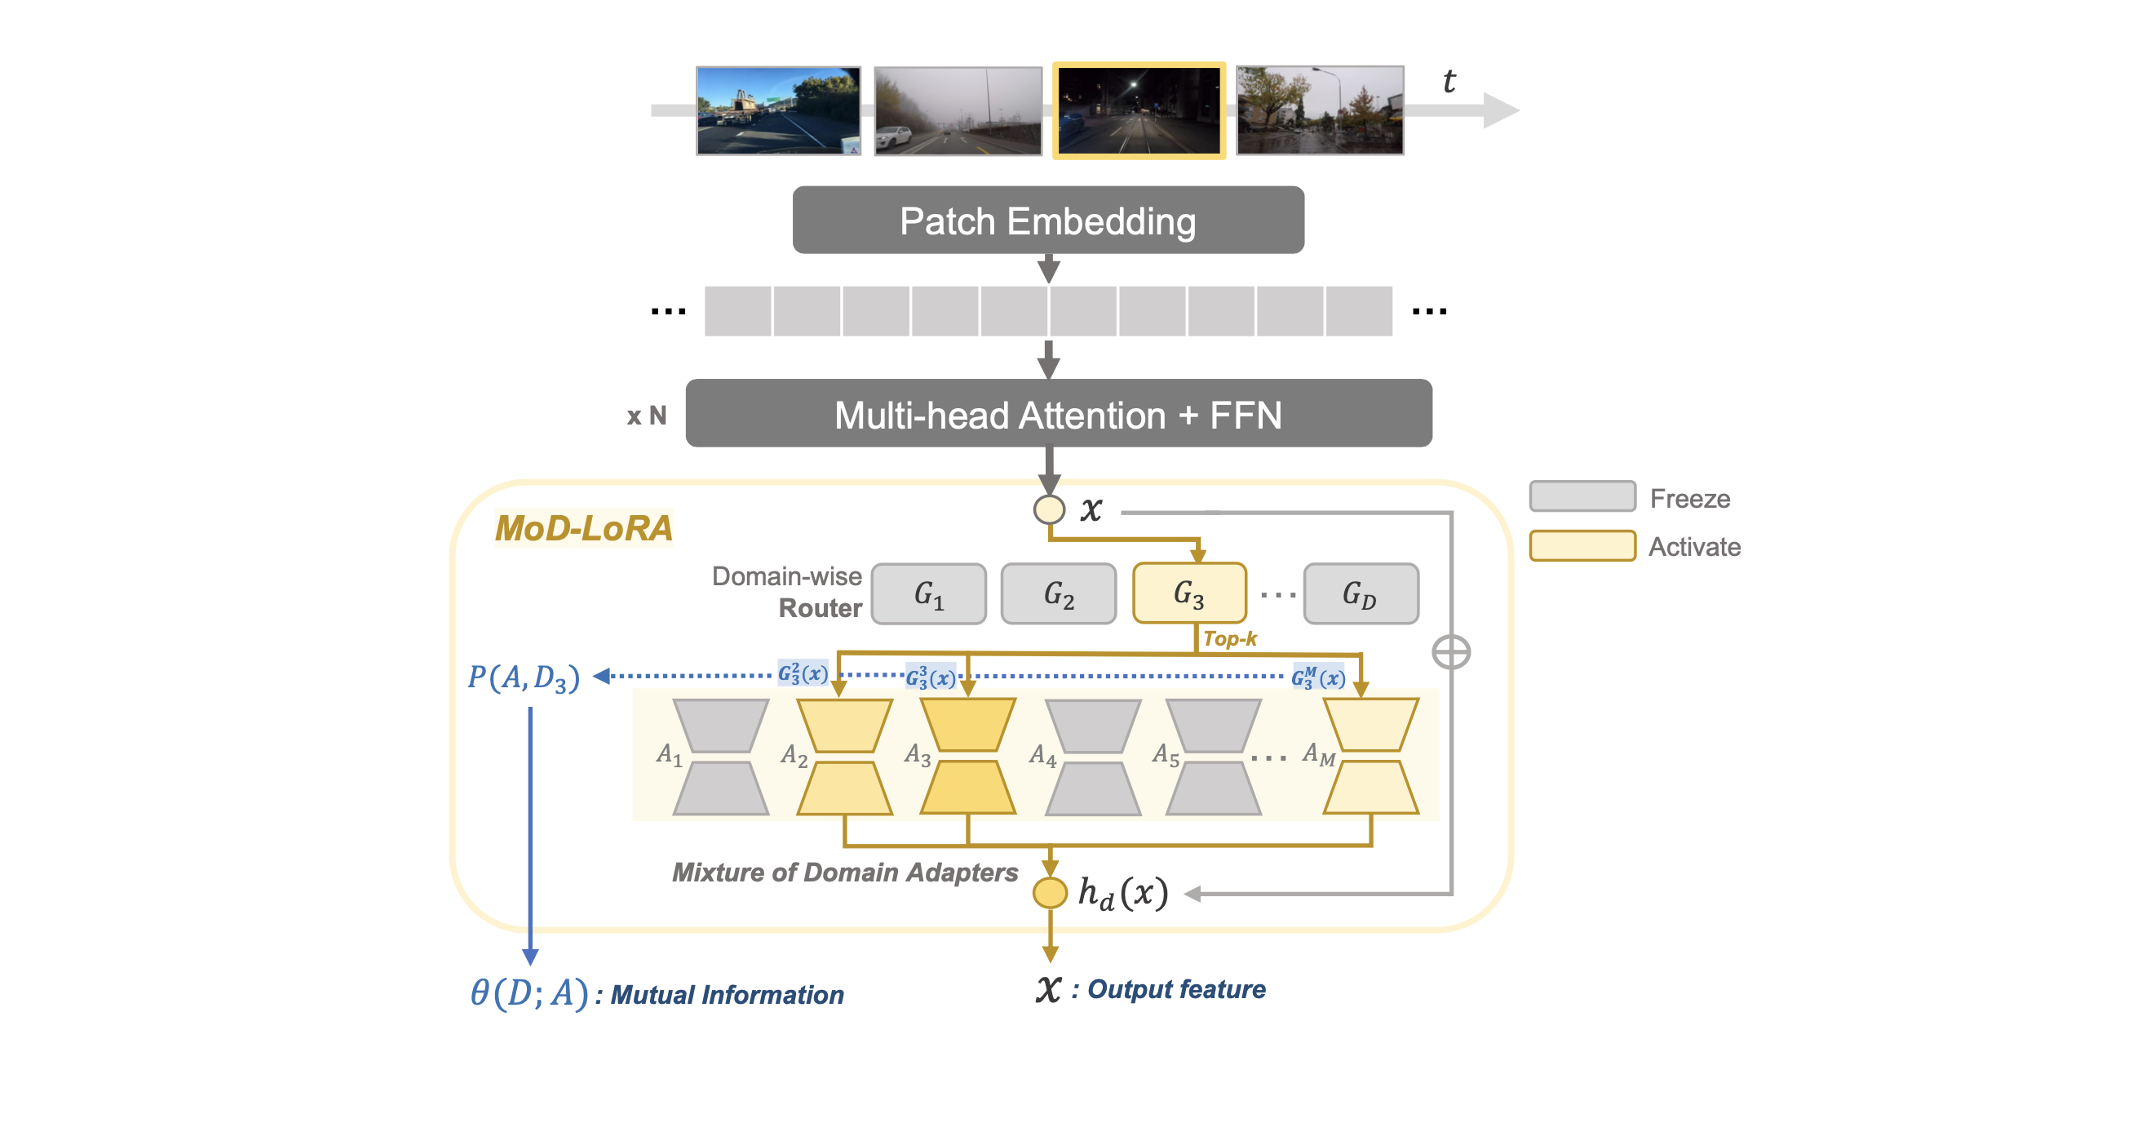 t
Patch Embedding
... ...
x N
Multi-head Attention + FFN
x
MoD-LoRA
Freeze
Activate
Domain-wise
Router
G_1 G_2 G_3 ... G_D
Top-k
P(A, D_3)
G_3^2(x) G_3^3(x) G_3^M(x)
A_1 A_2 A_3 A_4 A_5 ... A_M
Mixture of Domain Adapters
h_d(x)
θ(D; A) : Mutual Information
x : Output feature